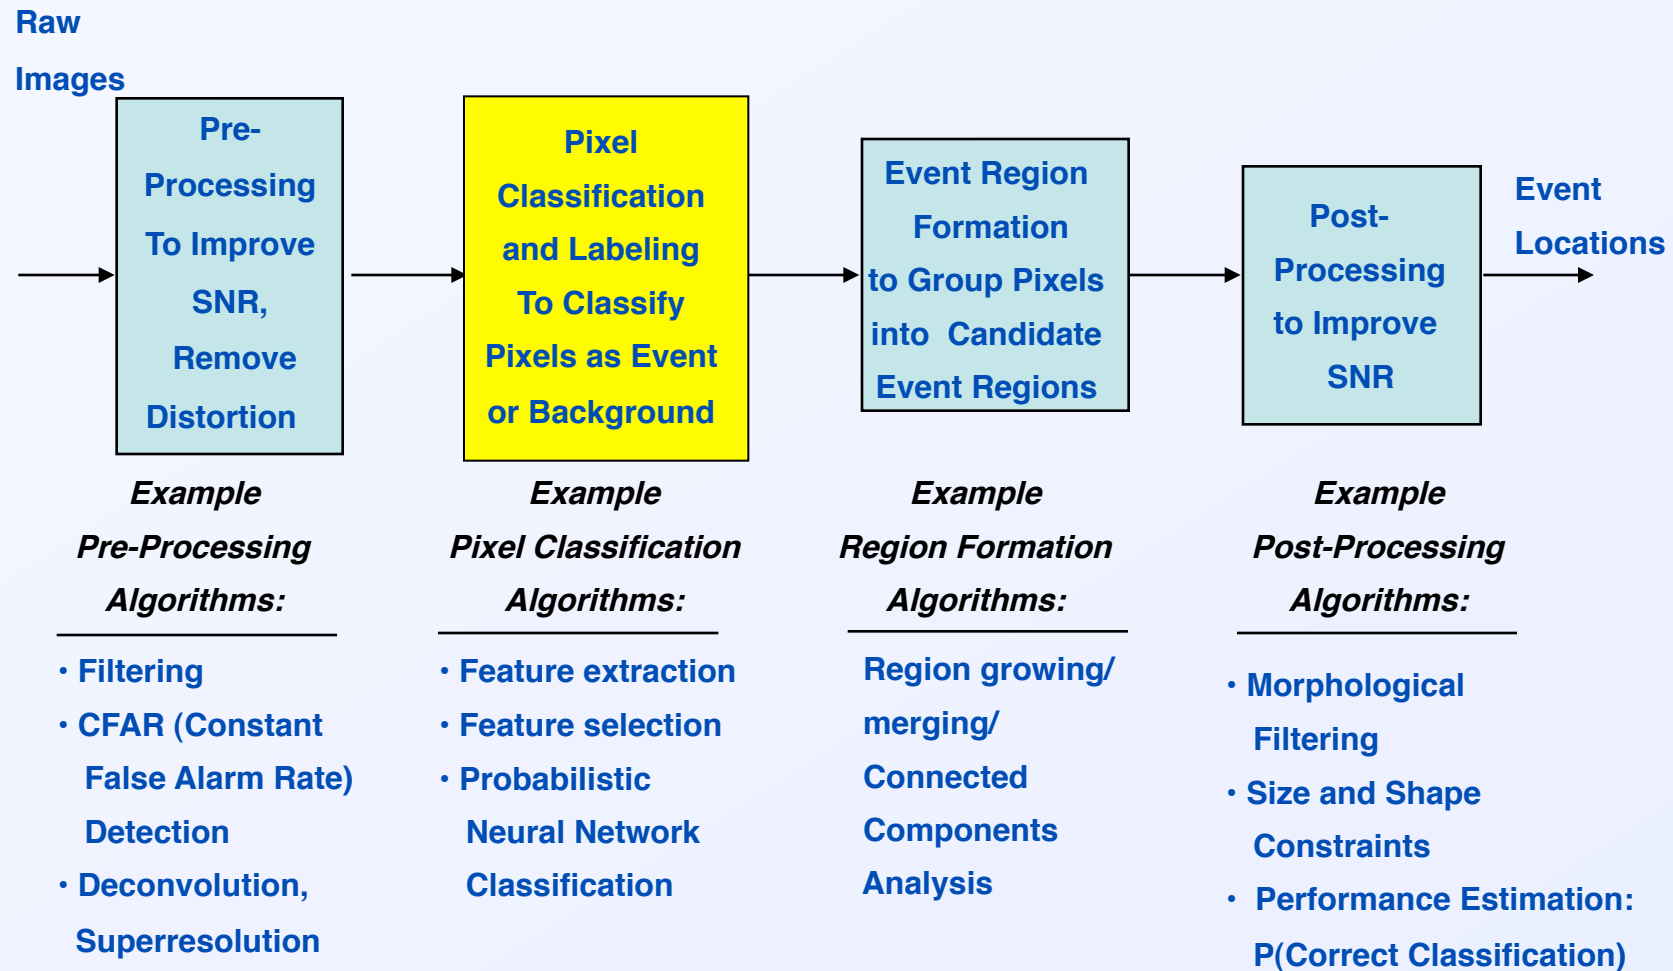 Raw
Images
Pre-
Processing
To Improve
SNR,
Remove
Distortion
Pixel
Classification
and Labeling
To Classify
Pixels as Event
or Background
Event Region
Formation
to Group Pixels
into Candidate
Event Regions
Post-
Processing
to Improve
SNR
Event
Locations
Example
Pre-Processing
Algorithms:
• Filtering
• CFAR (Constant
False Alarm Rate)
Detection
• Deconvolution,
Superresolution
Example
Pixel Classification
Algorithms:
• Feature extraction
• Feature selection
• Probabilistic
Neural Network
Classification
Example
Region Formation
Algorithms:
Region growing/
merging/
Connected
Components
Analysis
Example
Post-Processing
Algorithms:
• Morphological
Filtering
• Size and Shape
Constraints
• Performance Estimation:
P(Correct Classification)